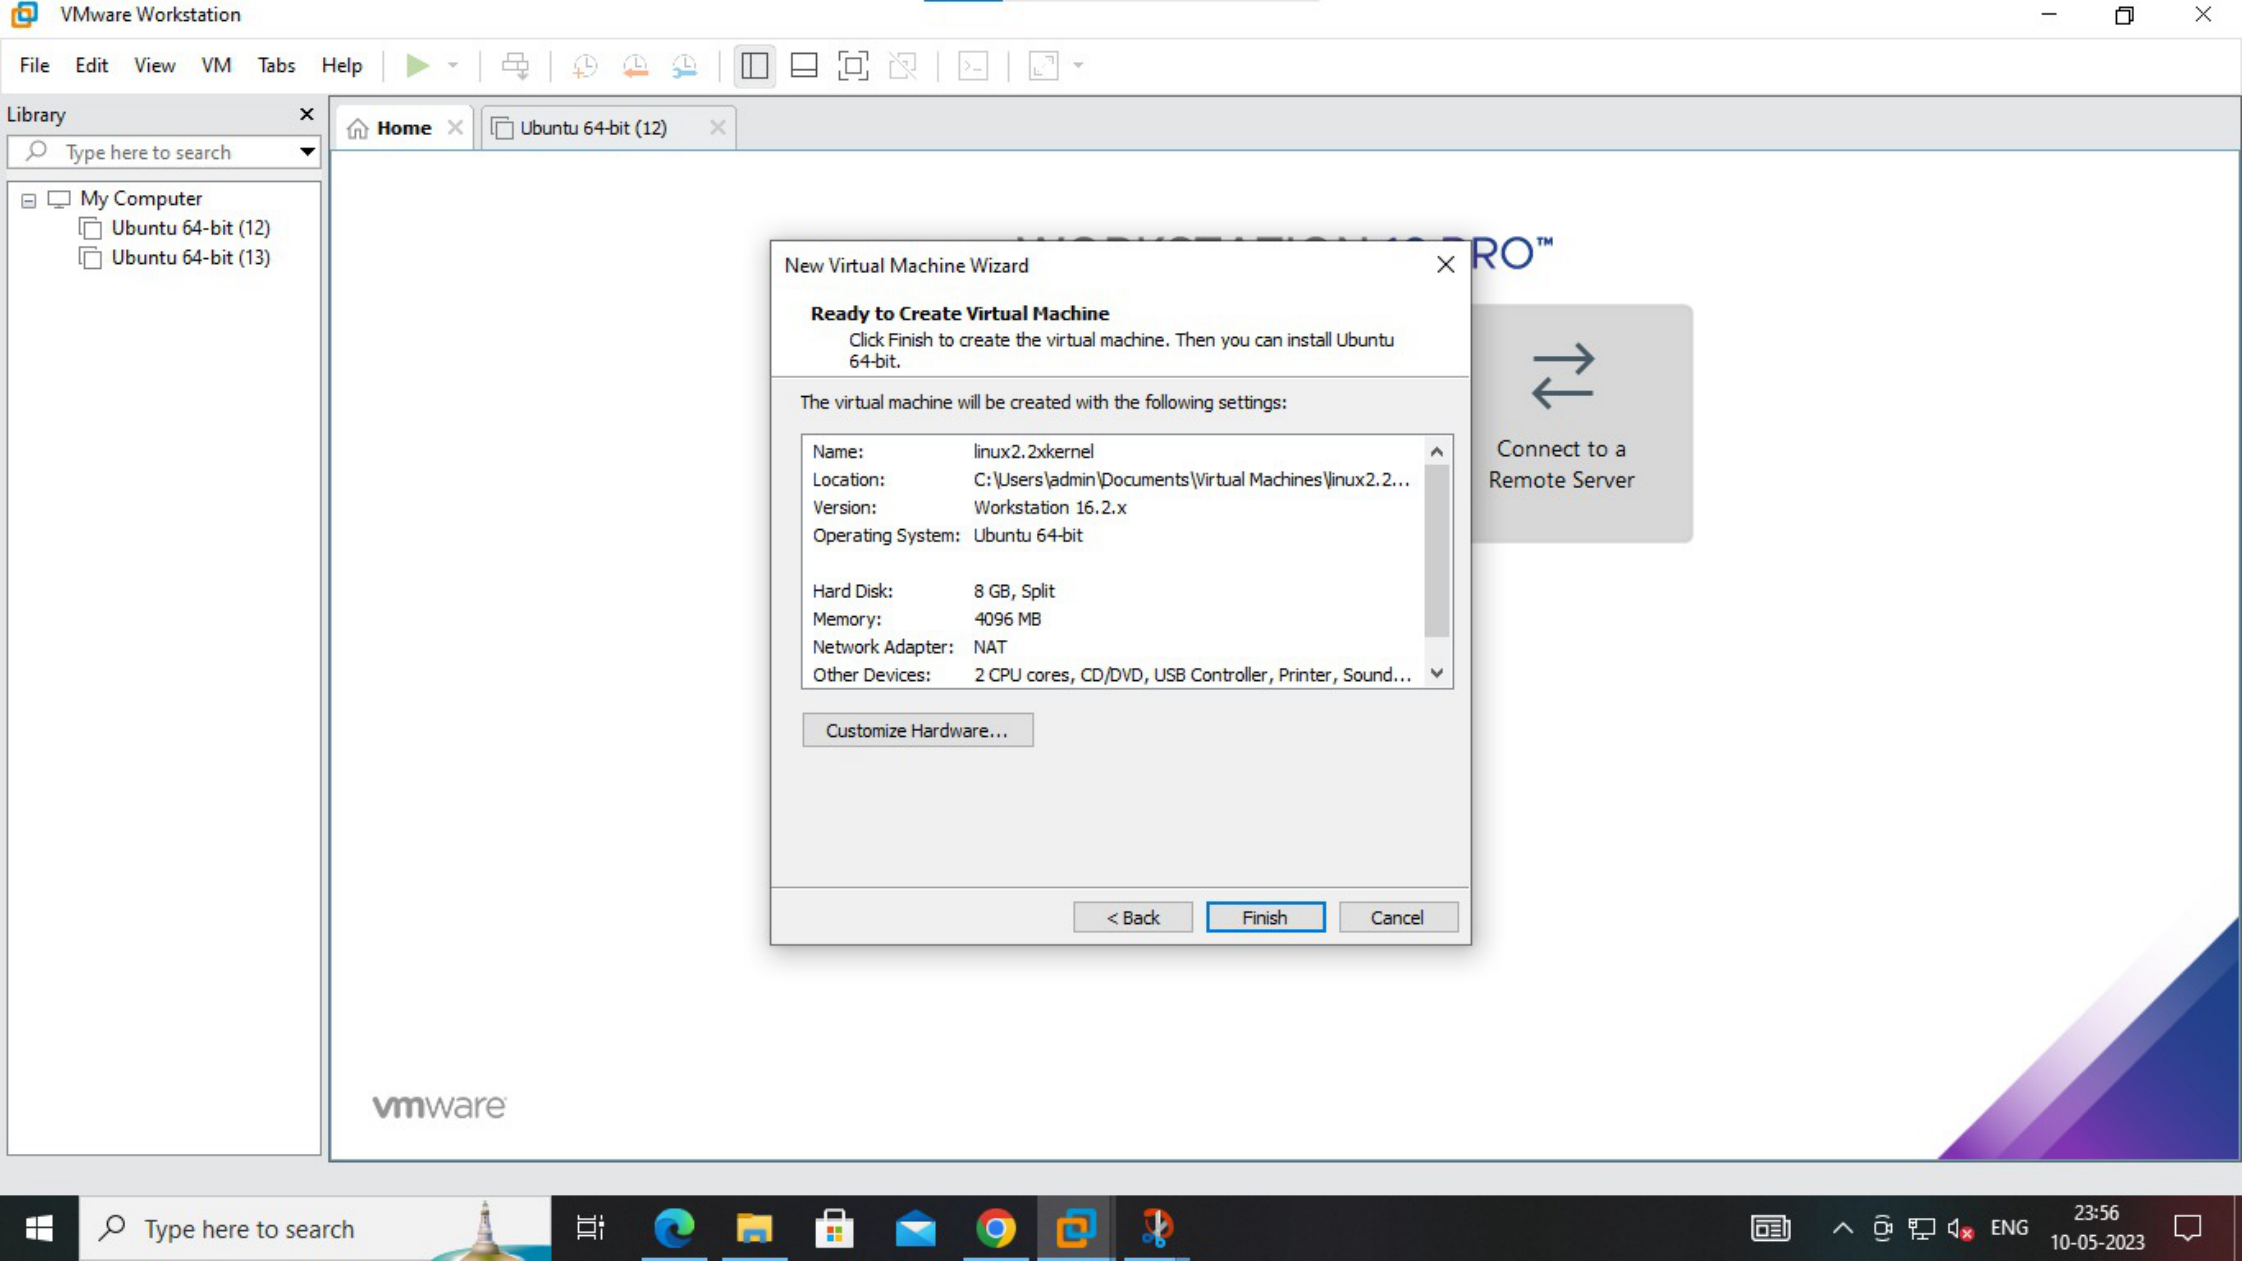 VMware Workstation
File Edit View VM Tabs Help
Library
Type here to search
My Computer
Ubuntu 64-bit (12)
Ubuntu 64-bit (13)
Home
Ubuntu 64-bit (12)
PRO™
New Virtual Machine Wizard
Ready to Create Virtual Machine
Click Finish to create the virtual machine. Then you can install Ubuntu
64-bit.
The virtual machine will be created with the following settings:
Name: linux2.2xkernel
Location: C:\Users\admin\Documents\Virtual Machines\linux2.2...
Version: Workstation 16.2.x
Operating System: Ubuntu 64-bit
Hard Disk: 8 GB, Split
Memory: 4096 MB
Network Adapter: NAT
Other Devices: 2 CPU cores, CD/DVD, USB Controller, Printer, Sound...
Customize Hardware...
< Back Finish Cancel
Connect to a
Remote Server
vmware
Type here to search
ENG
23:56
10-05-2023